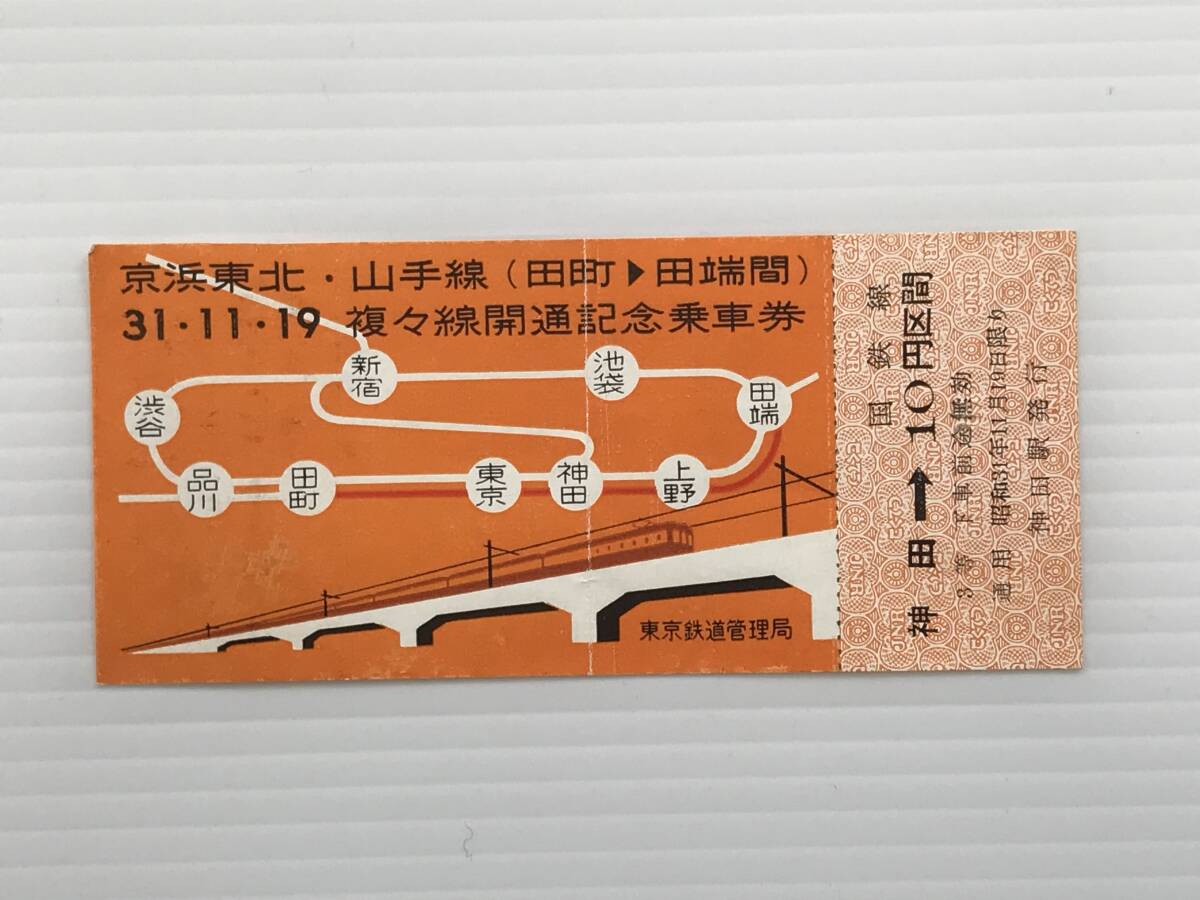 京浜東北・山手線（田町▶田端間）
31・11・19 複々線開通記念乗車券
新宿
池袋
渋谷
田端
品川
田町
東京
神田
上野
東京鉄道管理局
国鉄線
神田→10円区間
3等 下車前途無効
通用 昭和31年11月19日限り
神田駅発行